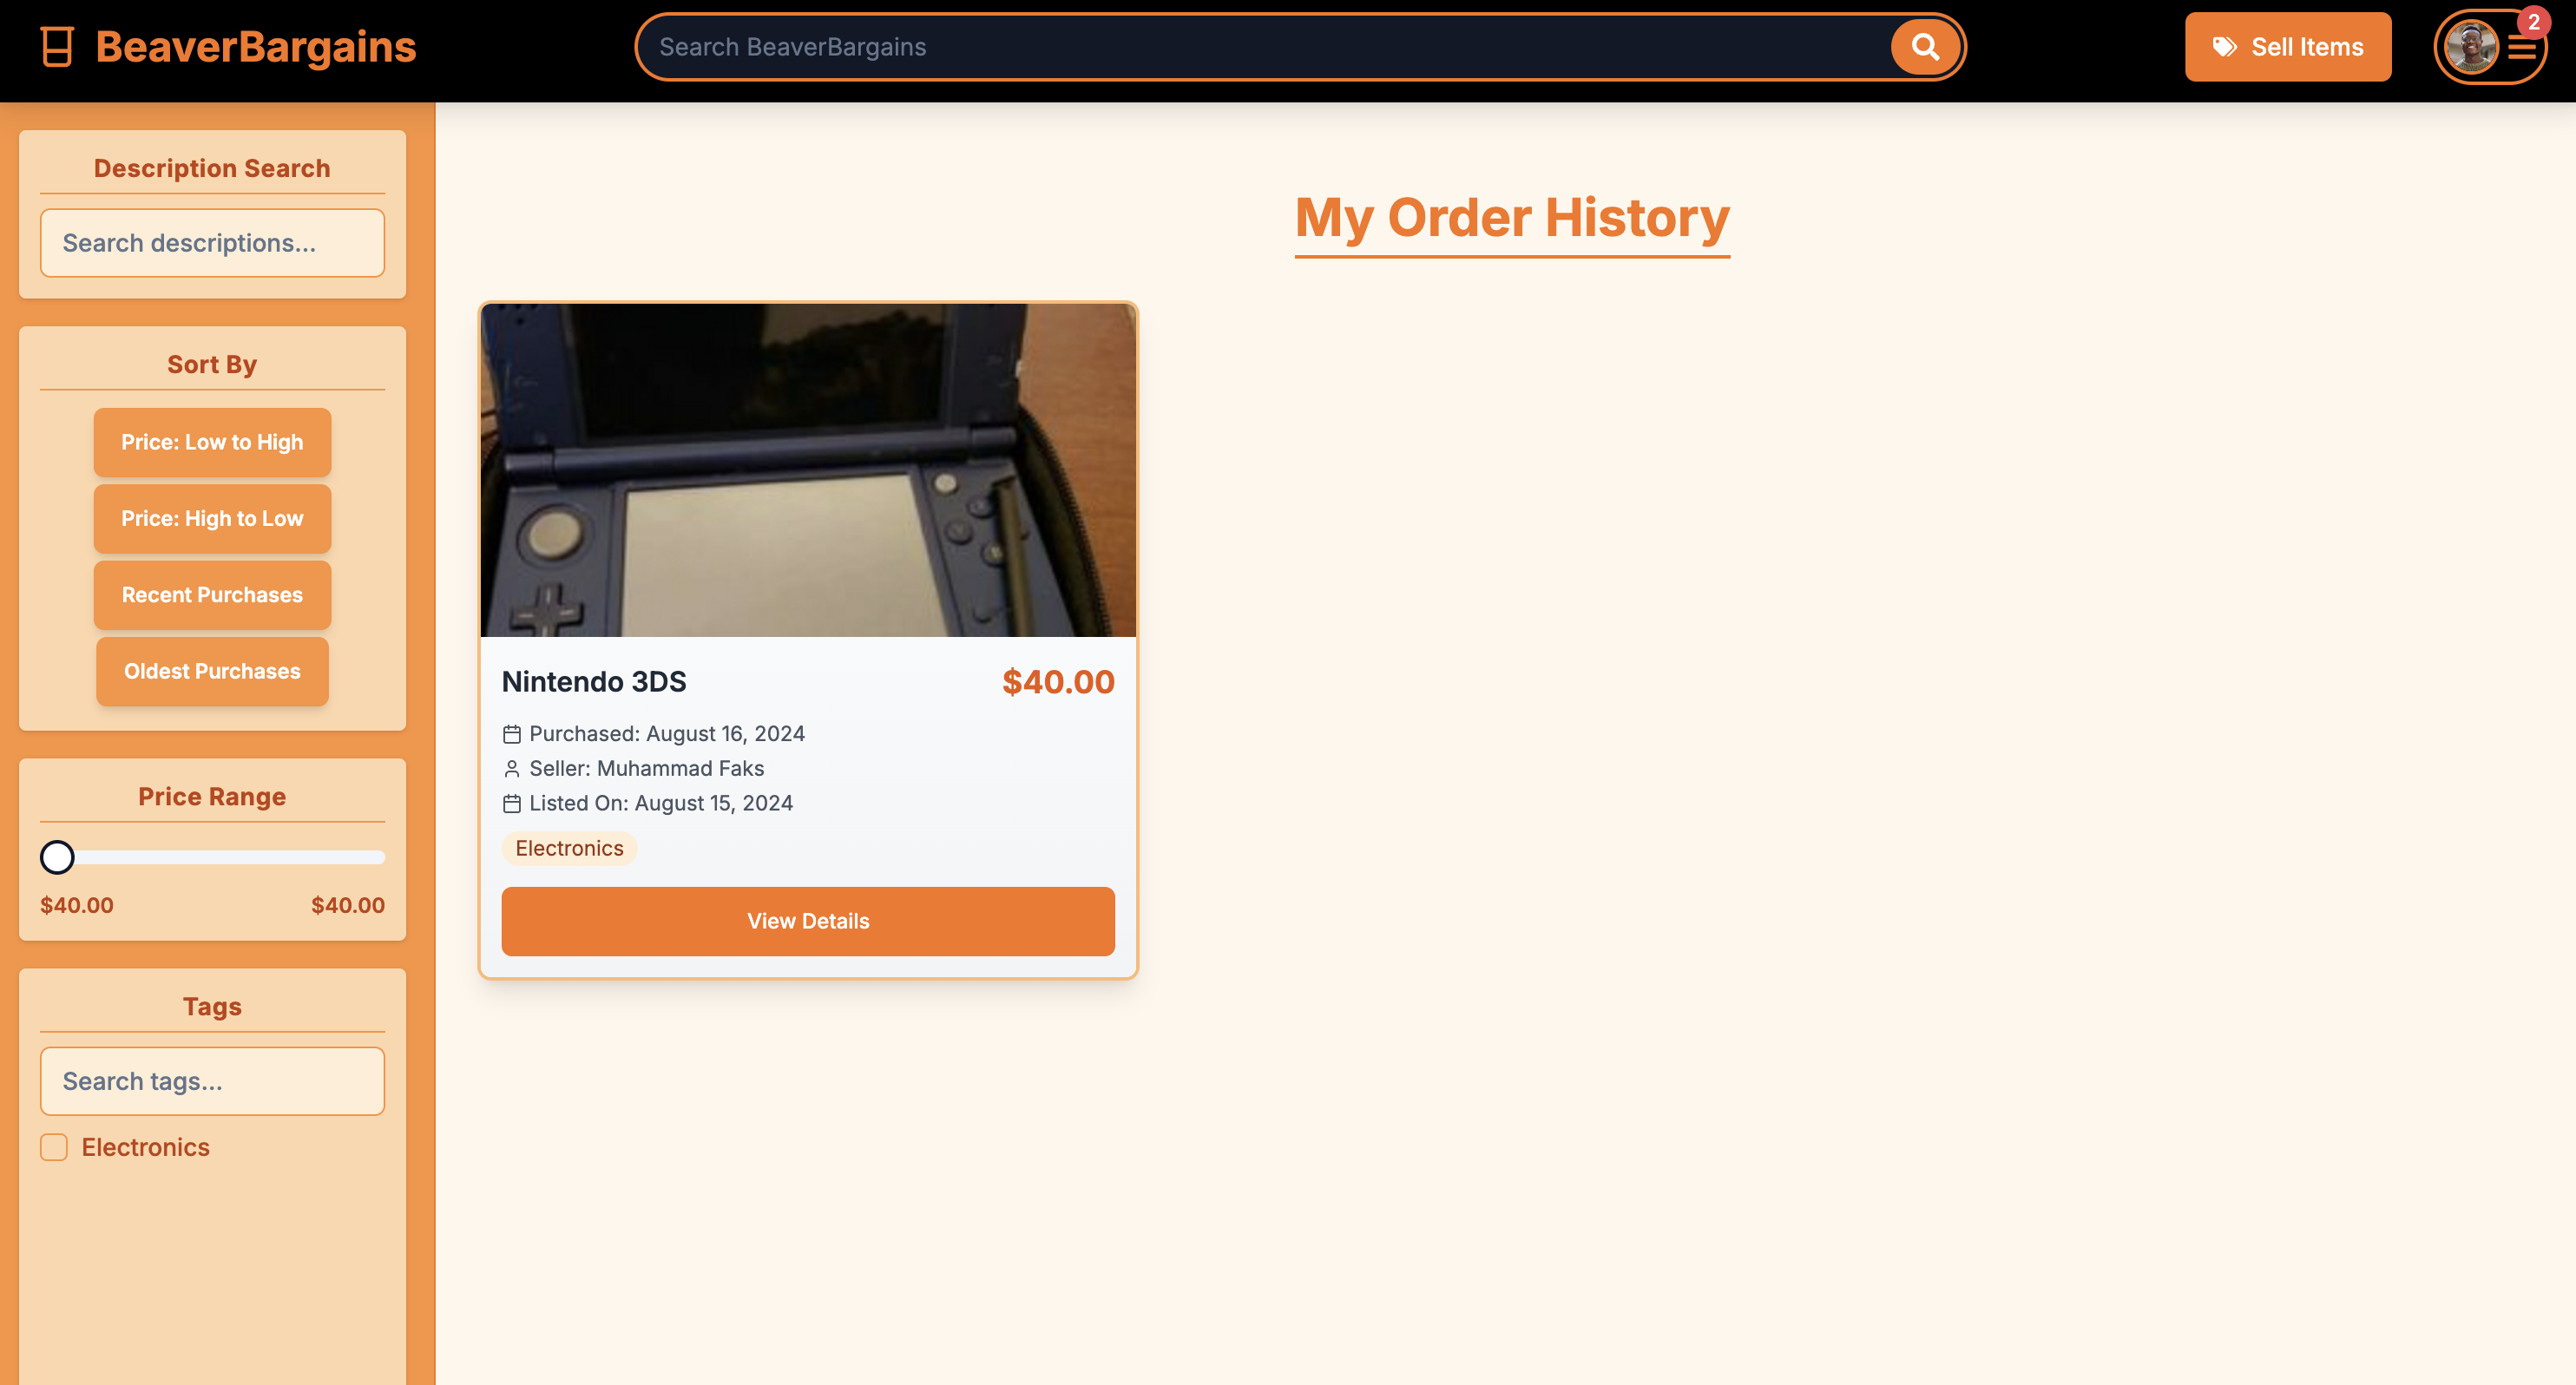 BeaverBargains
Search BeaverBargains
Sell Items
2
Description Search
Search descriptions...
Sort By
Price: Low to High
Price: High to Low
Recent Purchases
Oldest Purchases
Price Range
$40.00 $40.00
Tags
Search tags...
Electronics
My Order History
Nintendo 3DS $40.00
Purchased: August 16, 2024
Seller: Muhammad Faks
Listed On: August 15, 2024
Electronics
View Details